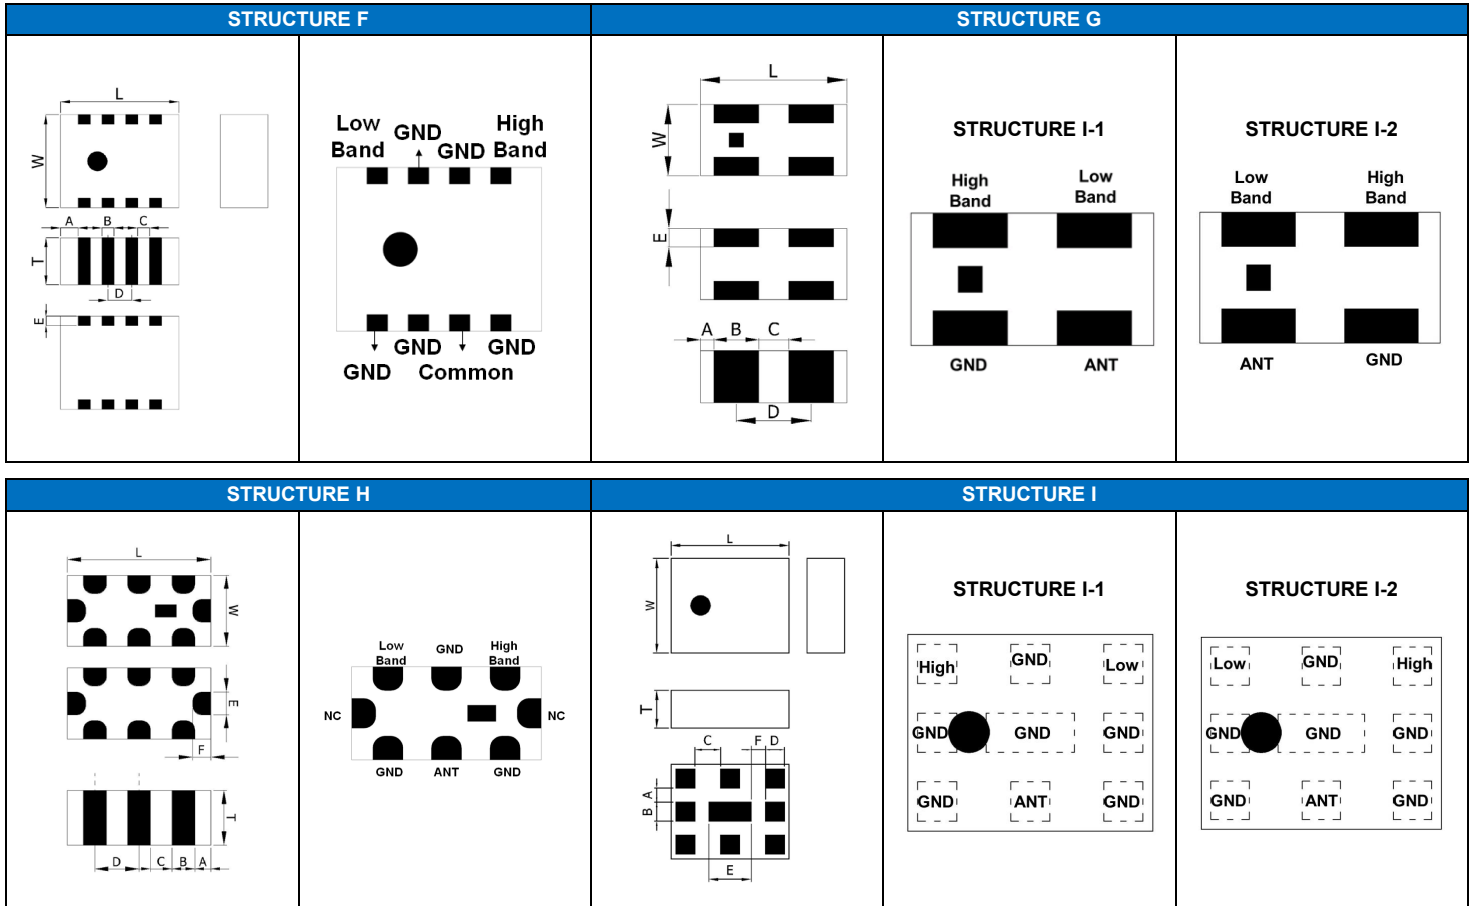 STRUCTURE F
STRUCTURE G
L
W
A B C
T
D
E
Low Band
GND
GND
High Band
GND
GND
Common
GND
L
W
E
A B C
D
STRUCTURE I-1
High Band
Low Band
GND
ANT
STRUCTURE I-2
Low Band
High Band
ANT
GND
STRUCTURE H
STRUCTURE I
L
W
E
F
T
D C B A
Low Band
GND
High Band
NC
NC
GND
ANT
GND
L
W
T
C F D
A
B
E
STRUCTURE I-1
High GND Low
GND GND GND
GND ANT GND
STRUCTURE I-2
Low GND High
GND GND GND
GND ANT GND